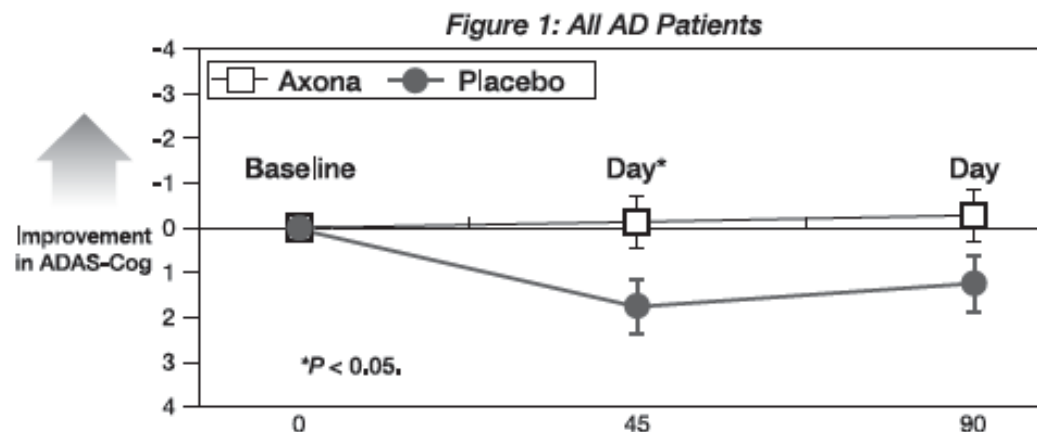 Figure 1: All AD Patients
-4
-3
-2
-1
0
1
2
3
4
Axona
Placebo
Baseline
Day*
Day
Improvement
in ADAS-Cog
*P < 0.05.
0
45
90